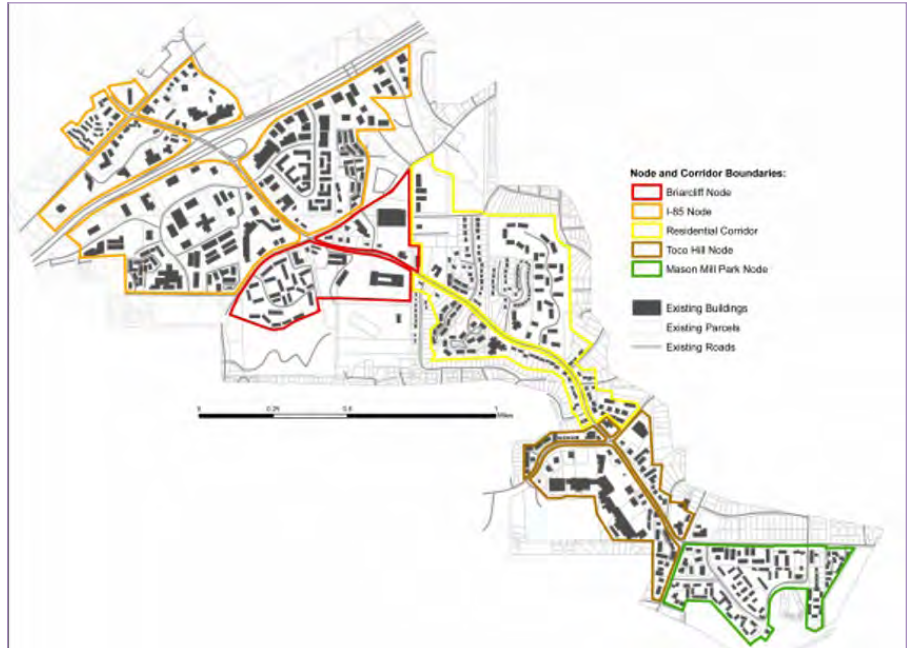 Node and Corridor Boundaries:
Briarcliff Node
I-85 Node
Residential Corridor
Toco Hill Node
Mason Mill Park Node
Existing Buildings
Existing Parcels
Existing Roads
0 0.25 0.5 1
Miles